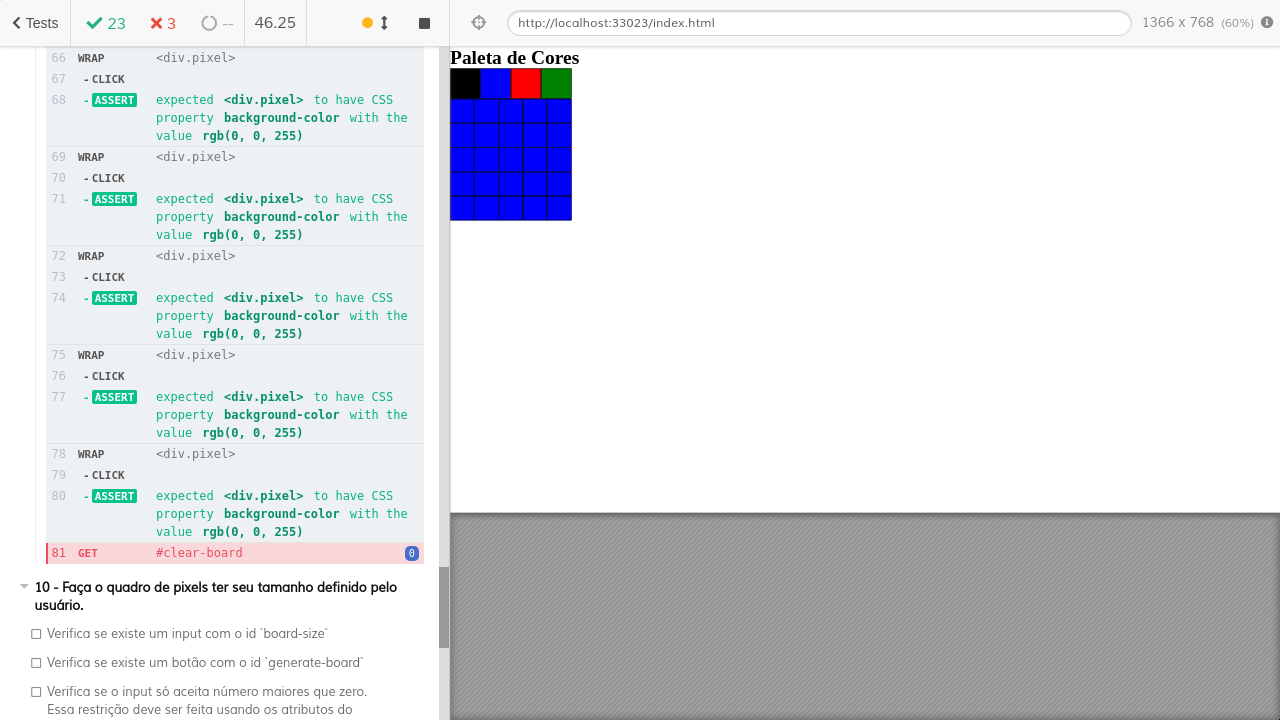 Tests 23 3 -- 46.25 http://localhost:33023/index.html 1366 x 768 (60%)
66 WRAP <div.pixel>
67 - CLICK
68 - ASSERT expected <div.pixel> to have CSS
property background-color with the
value rgb(0, 0, 255)
69 WRAP <div.pixel>
70 - CLICK
71 - ASSERT expected <div.pixel> to have CSS
property background-color with the
value rgb(0, 0, 255)
72 WRAP <div.pixel>
73 - CLICK
74 - ASSERT expected <div.pixel> to have CSS
property background-color with the
value rgb(0, 0, 255)
75 WRAP <div.pixel>
76 - CLICK
77 - ASSERT expected <div.pixel> to have CSS
property background-color with the
value rgb(0, 0, 255)
78 WRAP <div.pixel>
79 - CLICK
80 - ASSERT expected <div.pixel> to have CSS
property background-color with the
value rgb(0, 0, 255)
81 GET #clear-board 0
10 - Faça o quadro de pixels ter seu tamanho definido pelo
usuário.
Verifica se existe um input com o id `board-size`
Verifica se existe um botão com o id `generate-board`
Verifica se o input só aceita número maiores que zero.
Essa restrição deve ser feita usando os atributos do
Paleta de Cores